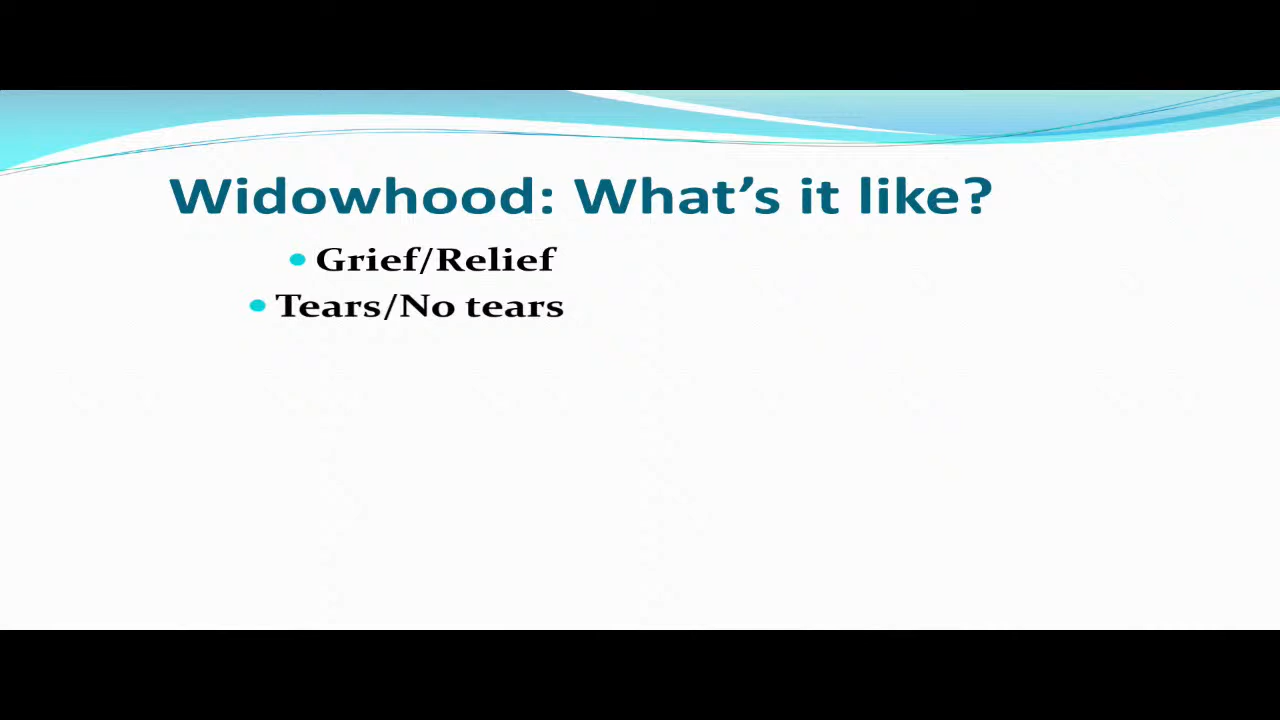 Widowhood: What's it like?
• Grief/Relief
• Tears/No tears